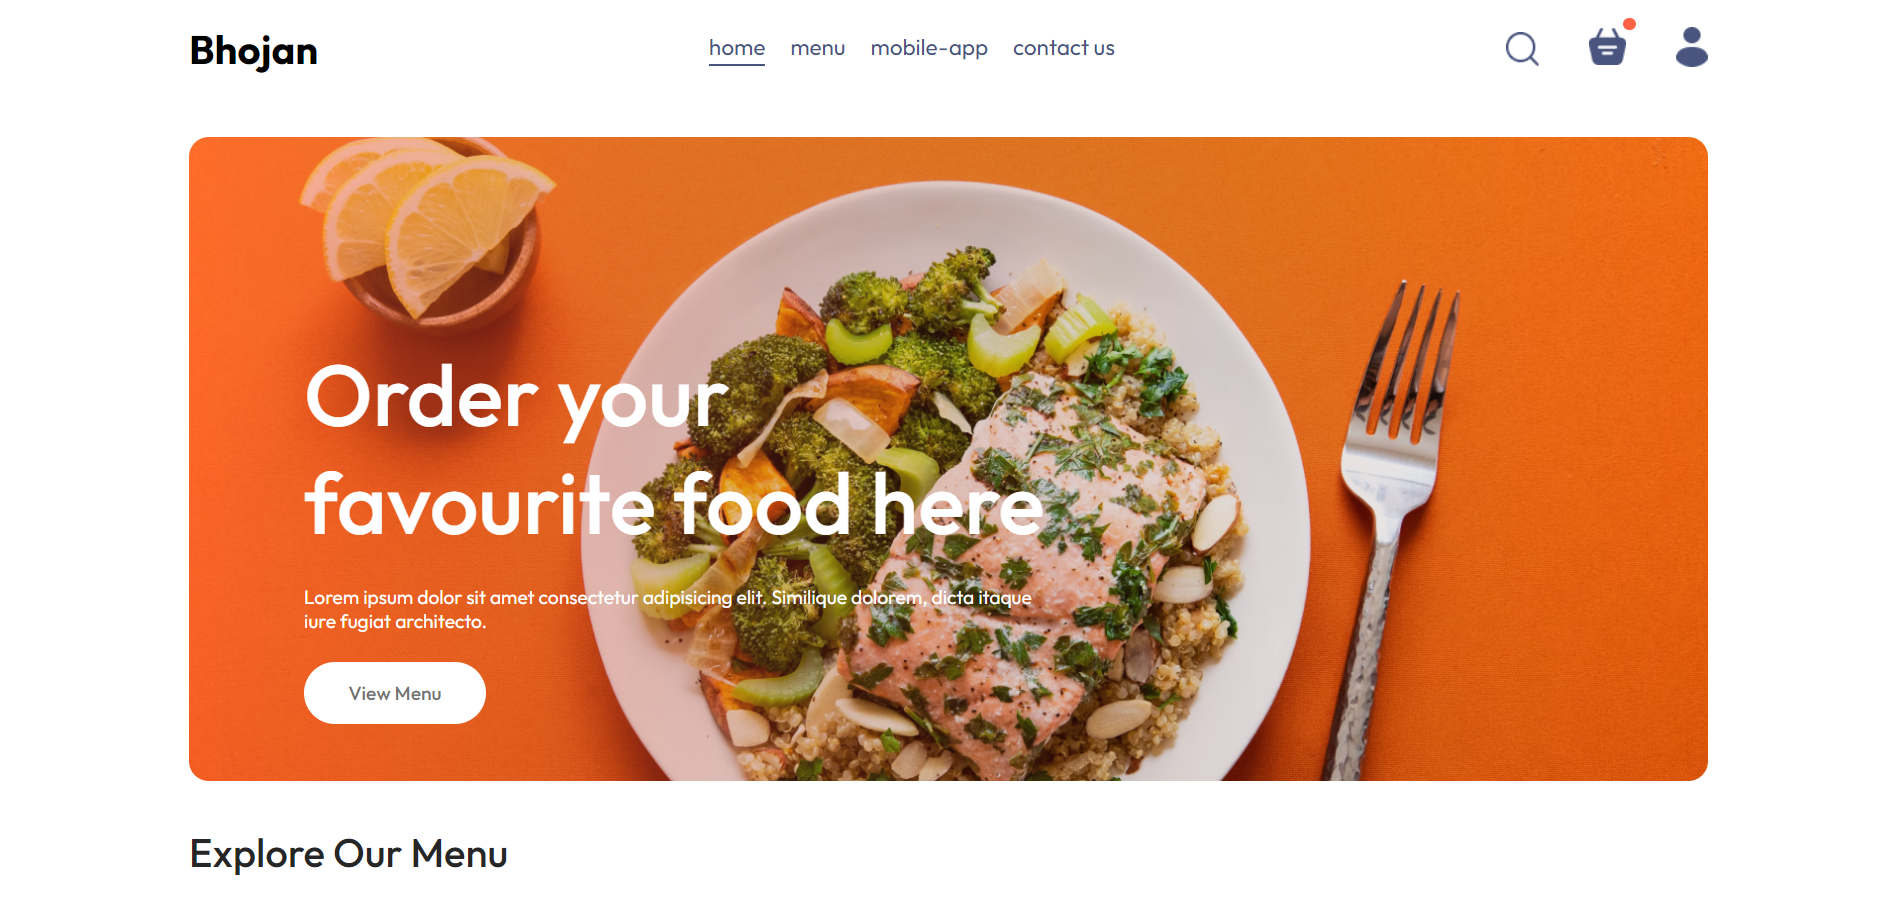 Bhojan
home menu mobile-app contact us
Order your
favourite food here
Lorem ipsum dolor sit amet consectetur adipisicing elit. Similique dolorem, dicta itaque
iure fugiat architecto.
View Menu
Explore Our Menu